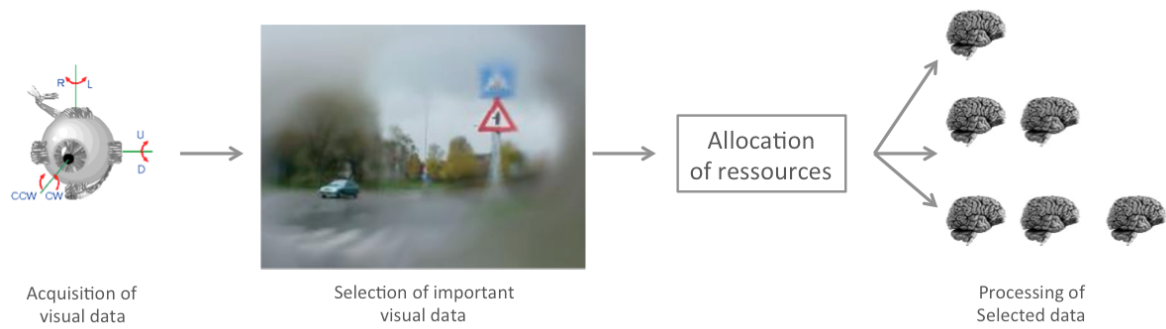 R L
U
D
CCW CW
Acquisition of
visual data
Selection of important
visual data
Allocation
of ressources
Processing of
Selected data